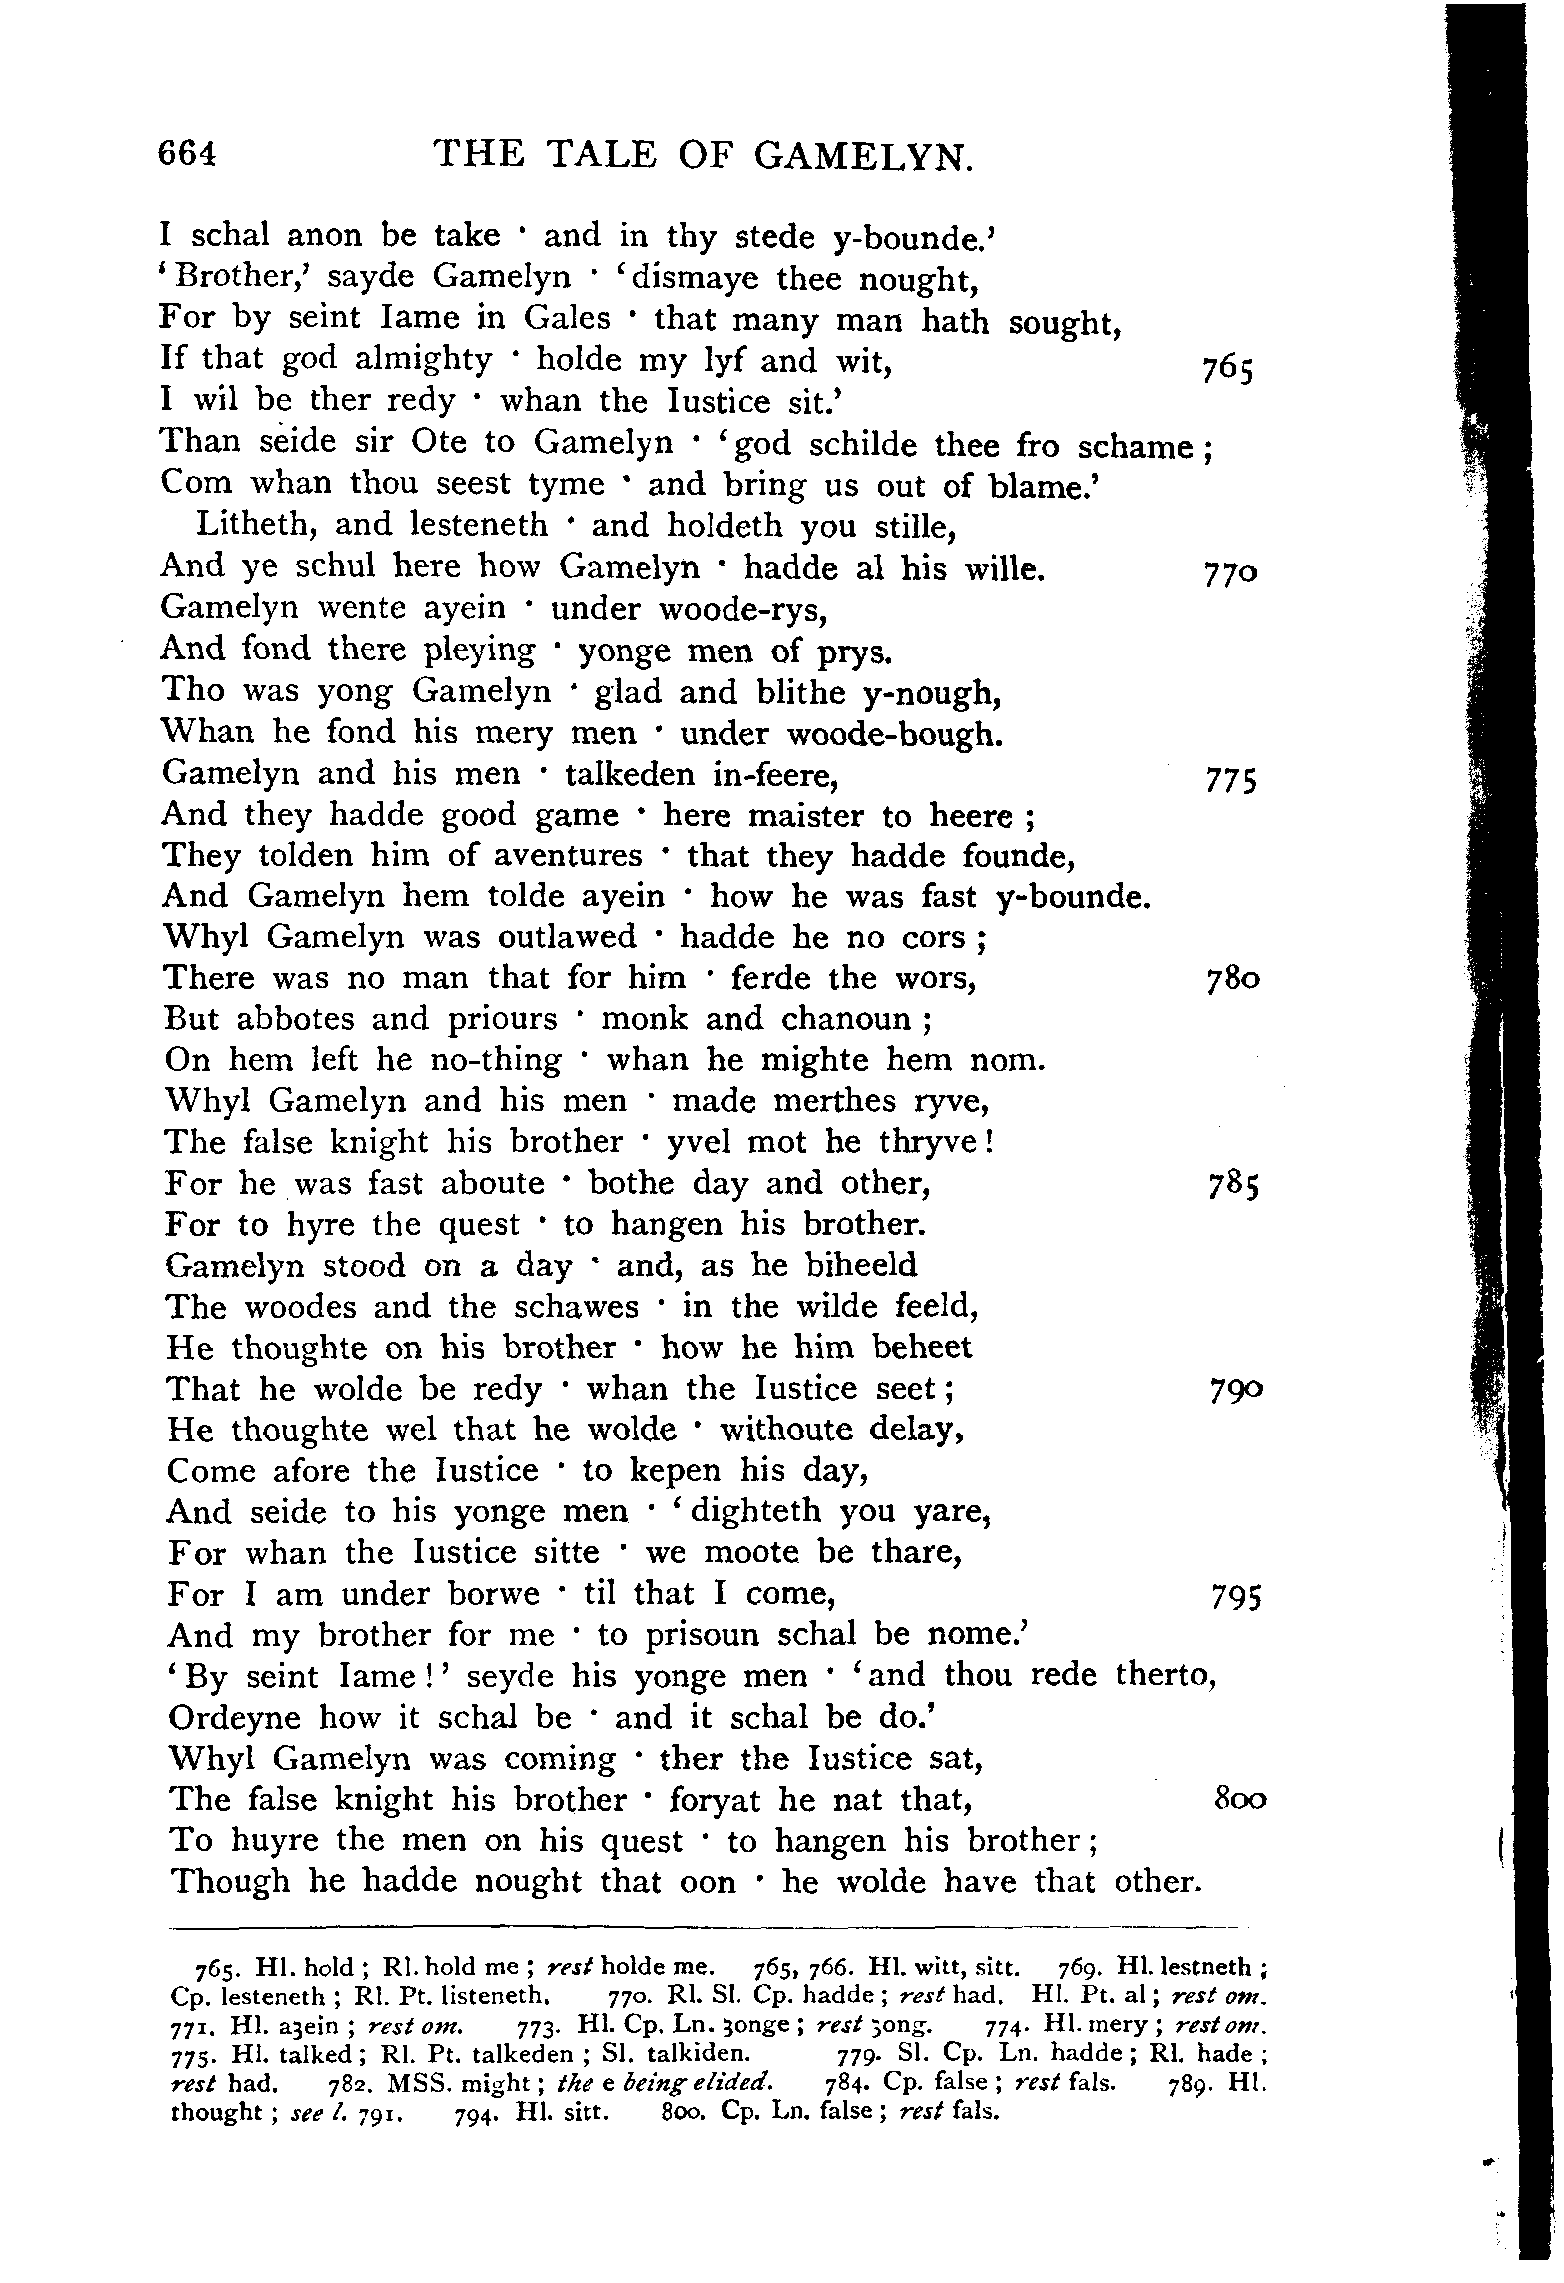 664 THE TALE OF GAMELYN.
I schal anon be take · and in thy stede y-bounde.’
‘Brother,’ sayde Gamelyn · ‘dismaye thee nought,
For by seint Iame in Gales · that many man hath sought,
If that god almighty · holde my lyf and wit, 765
I wil be ther redy · whan the Iustice sit.’
Than seide sir Ote to Gamelyn · ‘god schilde thee fro schame;
Com whan thou seest tyme · and bring us out of blame.’
Litheth, and lesteneth · and holdeth you stille,
And ye schul here how Gamelyn · hadde al his wille. 770
Gamelyn wente ayein · under woode-rys,
And fond there pleying · yonge men of prys.
Tho was yong Gamelyn · glad and blithe y-nough,
Whan he fond his mery men · under woode-bough.
Gamelyn and his men · talkeden in-feere, 775
And they hadde good game · here maister to heere;
They tolden him of aventures · that they hadde founde,
And Gamelyn hem tolde ayein · how he was fast y-bounde.
Whyl Gamelyn was outlawed · hadde he no cors;
There was no man that for him · ferde the wors, 780
But abbotes and priours · monk and chanoun;
On hem left he no-thing · whan he mighte hem nom.
Whyl Gamelyn and his men · made merthes ryve,
The false knight his brother · yvel mot he thryve!
For he was fast aboute · bothe day and other, 785
For to hyre the quest · to hangen his brother.
Gamelyn stood on a day · and, as he biheeld
The woodes and the schawes · in the wilde feeld,
He thoughte on his brother · how he him beheet
That he wolde be redy · whan the Iustice seet; 790
He thoughte wel that he wolde · withoute delay,
Come afore the Iustice · to kepen his day,
And seide to his yonge men · ‘dighteth you yare,
For whan the Iustice sitte · we moote be thare,
For I am under borwe · til that I come, 795
And my brother for me · to prisoun schal be nome.’
‘By seint Iame!’ seyde his yonge men · ‘and thou rede therto,
Ordeyne how it schal be · and it schal be do.’
Whyl Gamelyn was coming · ther the Iustice sat,
The false knight his brother · foryat he nat that, 800
To huyre the men on his quest · to hangen his brother;
Though he hadde nought that oon · he wolde have that other.
765. Hl. hold; Rl. hold me; rest holde me. 765, 766. Hl. witt, sitt. 769. Hl. lestneth;
Cp. lesteneth; Rl. Pt. listeneth. 770. Rl. Sl. Cp. hadde; rest had. Hl. Pt. al; rest om.
771. Hl. aȝein; rest om. 773. Hl. Cp. Ln. ȝonge; rest ȝong. 774. Hl. mery; rest om.
775. Hl. talked; Rl. Pt. talkeden; Sl. talkiden. 779. Sl. Cp. Ln. hadde; Rl. hade;
rest had. 782. MSS. might; the e being elided. 784. Cp. false; rest fals. 789. Hl.
thought; see l. 791. 794. Hl. sitt. 800. Cp. Ln. false; rest fals.